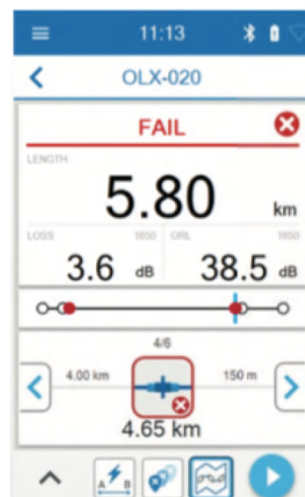 11:13
OLX-020
FAIL
LENGTH
5.80 km
LOSS 1650 ORL 1650
3.6 dB 38.5 dB
4/6
4.00 km 150 m
4.65 km
A B